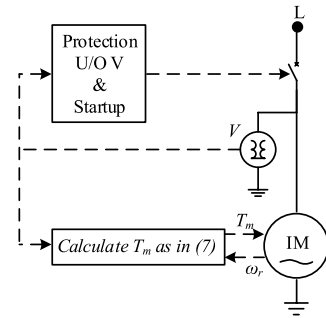 L
Protection
U/O V
&
Startup
V
T_m
Calculate T_m as in (7)
IM
ω_r